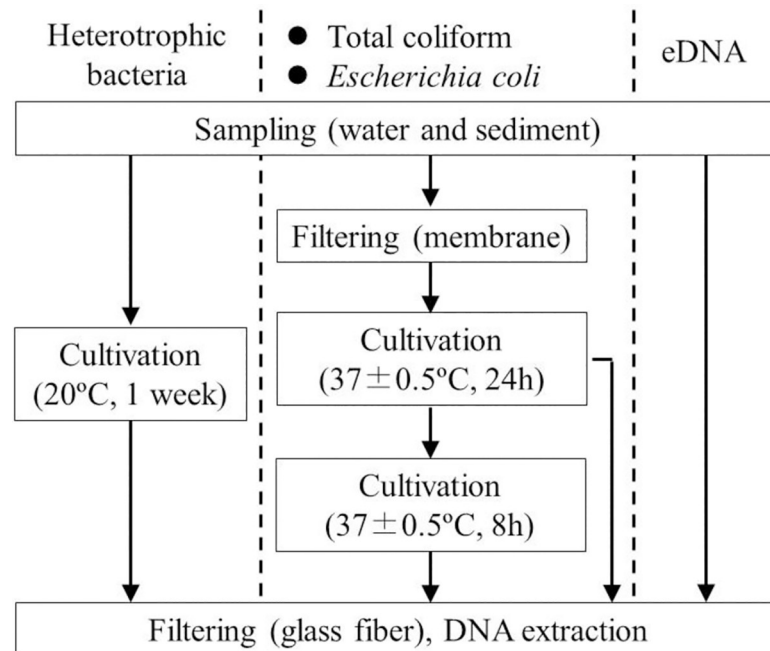 Heterotrophic
bacteria
● Total coliform
● Escherichia coli
eDNA
Sampling (water and sediment)
Filtering (membrane)
Cultivation
(20ºC, 1 week)
Cultivation
(37±0.5ºC, 24h)
Cultivation
(37±0.5ºC, 8h)
Filtering (glass fiber), DNA extraction